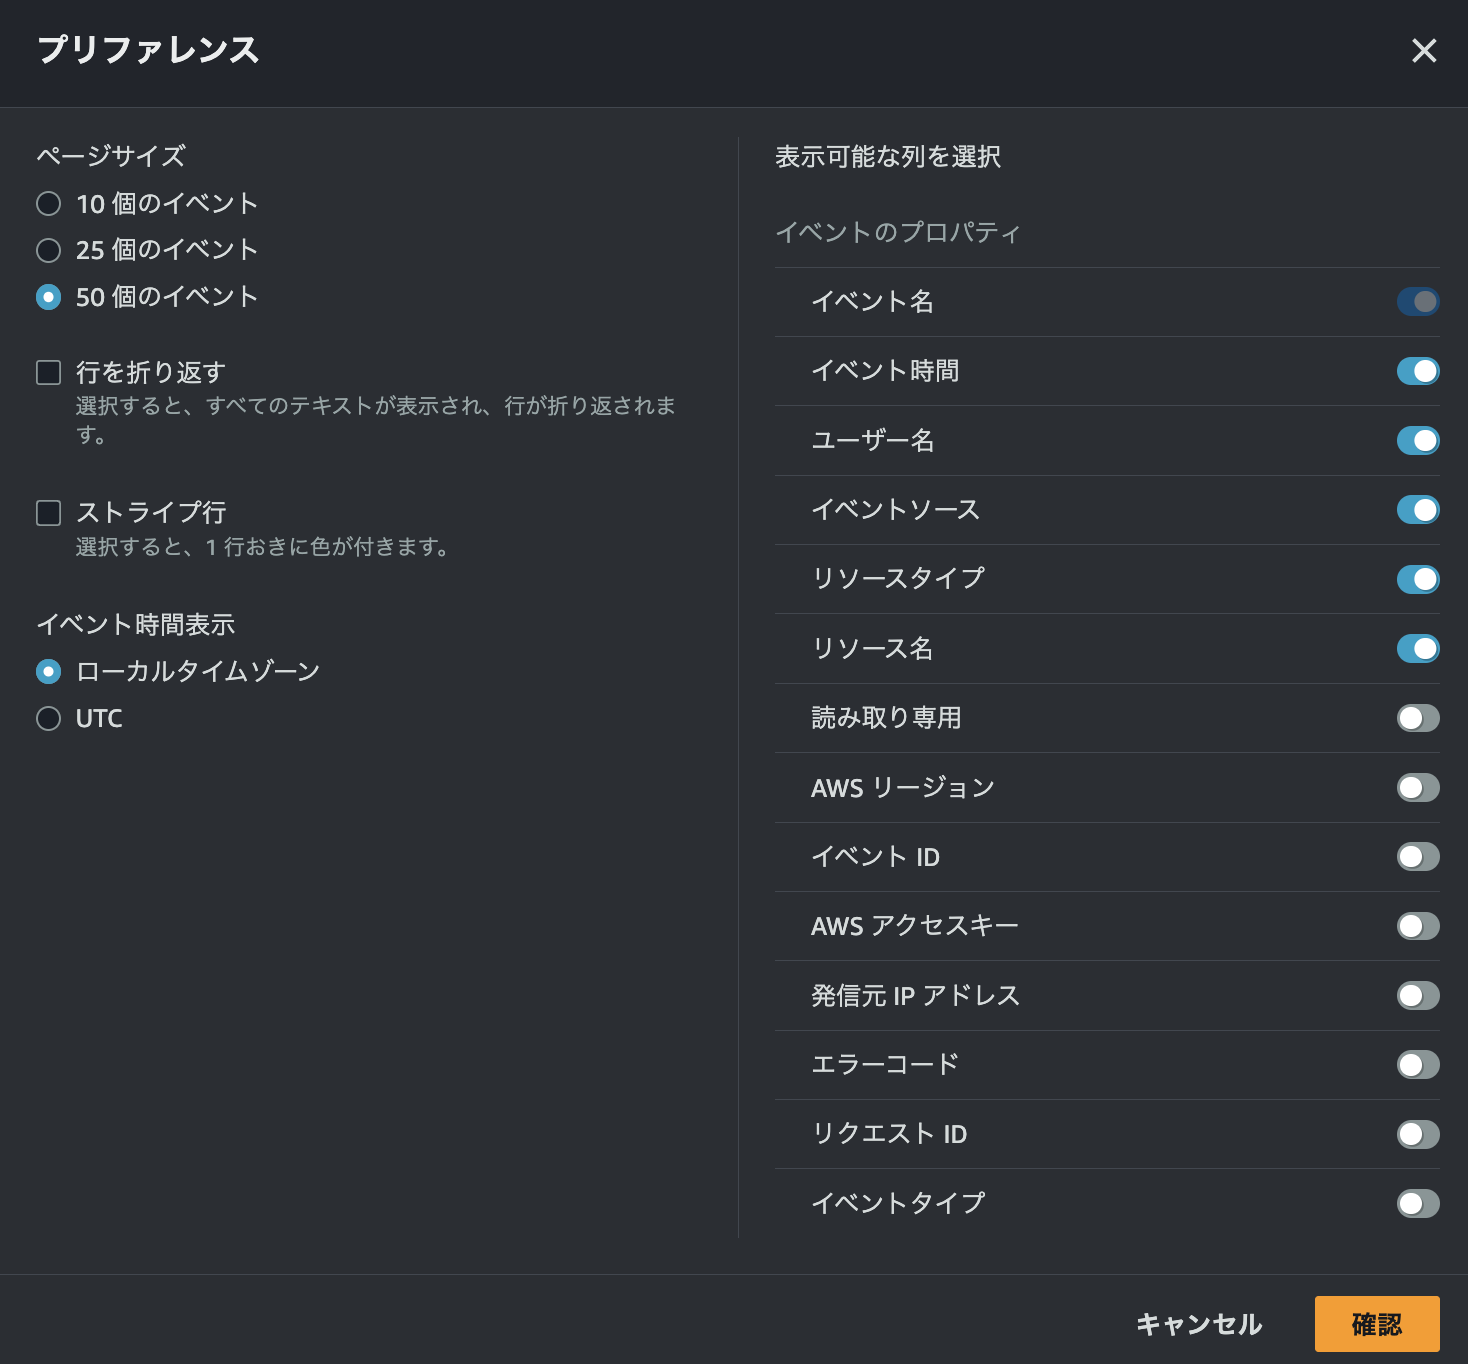 プリファレンス
ページサイズ
10 個のイベント
25 個のイベント
50 個のイベント
行を折り返す
選択すると、すべてのテキストが表示され、行が折り返されま
す。
ストライプ行
選択すると、1 行おきに色が付きます。
イベント時間表示
ローカルタイムゾーン
UTC
表示可能な列を選択
イベントのプロパティ
イベント名
イベント時間
ユーザー名
イベントソース
リソースタイプ
リソース名
読み取り専用
AWS リージョン
イベント ID
AWS アクセスキー
発信元 IP アドレス
エラーコード
リクエスト ID
イベントタイプ
キャンセル
確認